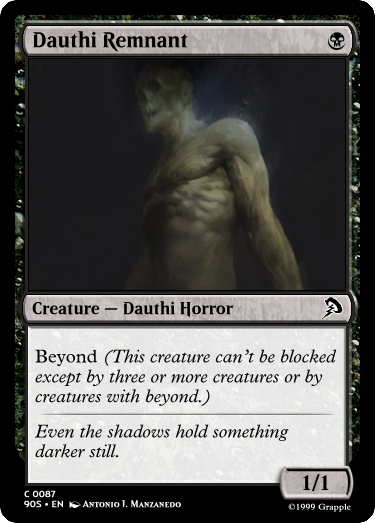 Dauthi Remnant
Creature — Dauthi Horror
Beyond (This creature can't be blocked
except by three or more creatures or by
creatures with beyond.)
Even the shadows hold something
darker still.
1/1
C 0087
90S • EN Antonio J. Manzanedo
©1999 Grapple